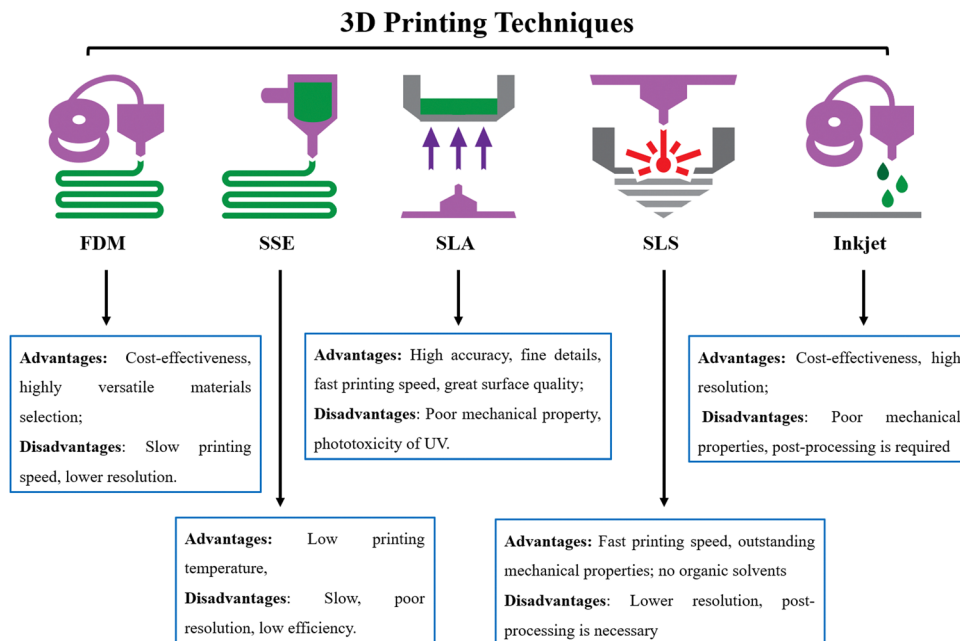 3D Printing Techniques
FDM
SSE
SLA
SLS
Inkjet
Advantages: Cost-effectiveness,
highly versatile materials
selection;
Disadvantages: Slow printing
speed, lower resolution.
Advantages: High accuracy, fine details,
fast printing speed, great surface quality;
Disadvantages: Poor mechanical property,
phototoxicity of UV.
Advantages: Cost-effectiveness, high
resolution;
Disadvantages: Poor mechanical
properties, post-processing is required
Advantages: Low printing
temperature,
Disadvantages: Slow, poor
resolution, low efficiency.
Advantages: Fast printing speed, outstanding
mechanical properties; no organic solvents
Disadvantages: Lower resolution, post-
processing is necessary